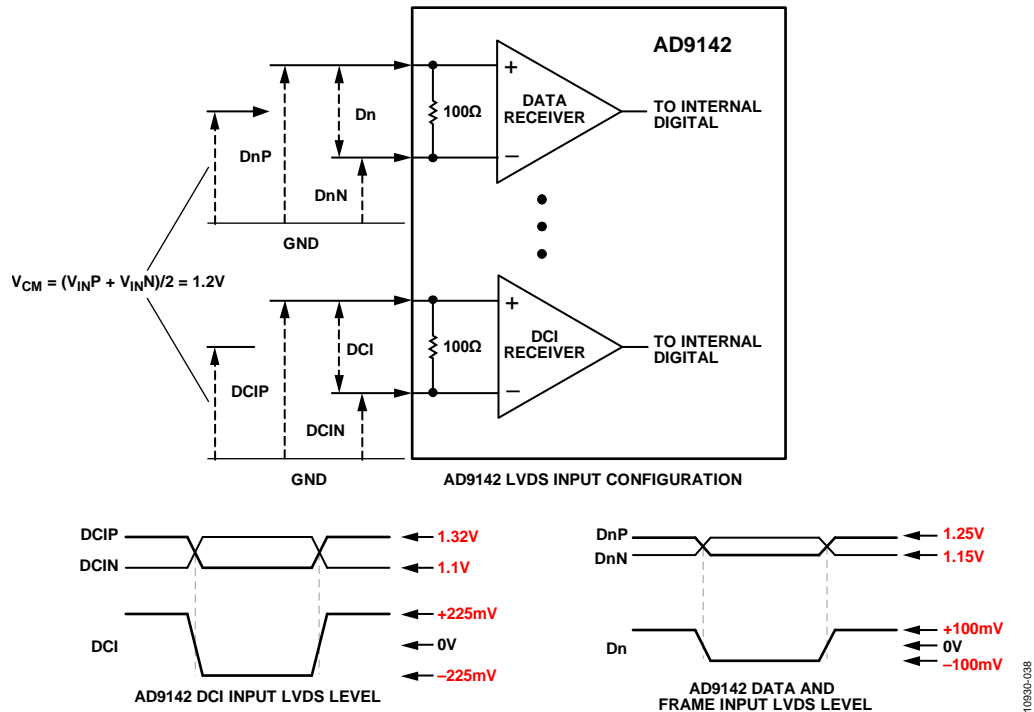 AD9142
+
DATA
RECEIVER
−
100Ω
TO INTERNAL
DIGITAL
Dn
DnP
DnN
GND
VCM = (VINP + VINN)/2 = 1.2V
+
DCI
RECEIVER
−
100Ω
TO INTERNAL
DIGITAL
DCI
DCIP
DCIN
GND
AD9142 LVDS INPUT CONFIGURATION
DCIP
DCIN
1.32V
1.1V
DCI
+225mV
0V
–225mV
AD9142 DCI INPUT LVDS LEVEL
DnP
DnN
1.25V
1.15V
Dn
+100mV
0V
–100mV
AD9142 DATA AND
FRAME INPUT LVDS LEVEL
10930-038